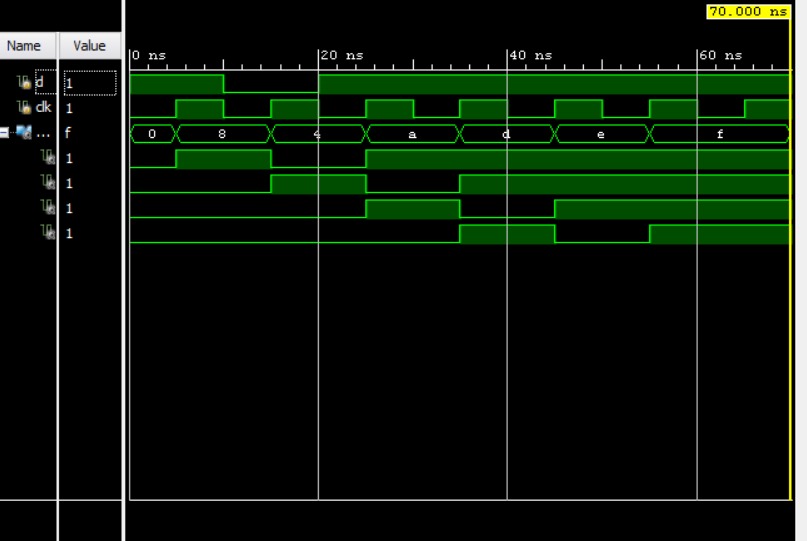 70.000 ns
Name Value
0 ns 20 ns 40 ns 60 ns
d 1
clk 1
... f 0 8 4 a d e f
1
1
1
1